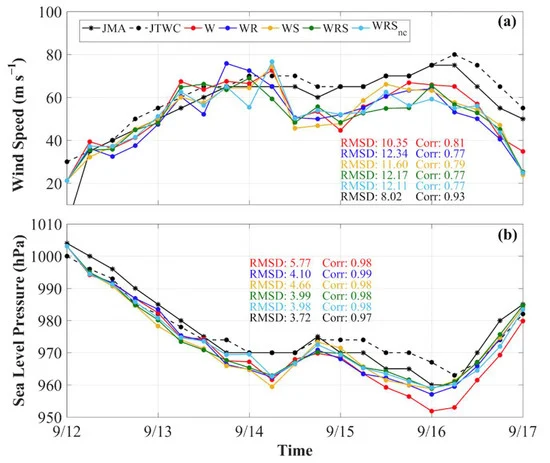 100
JMA JTWC W WR WS WRS WRSnc
(a)
80
60
40
20
Wind Speed (m s⁻¹)
RMSD: 10.35 Corr: 0.81
RMSD: 12.34 Corr: 0.77
RMSD: 11.60 Corr: 0.79
RMSD: 12.17 Corr: 0.77
RMSD: 12.11 Corr: 0.77
RMSD: 8.02 Corr: 0.93
1010
(b)
1000
990
980
970
960
950
Sea Level Pressure (hPa)
RMSD: 5.77 Corr: 0.98
RMSD: 4.10 Corr: 0.99
RMSD: 4.66 Corr: 0.98
RMSD: 3.99 Corr: 0.98
RMSD: 3.98 Corr: 0.98
RMSD: 3.72 Corr: 0.97
9/12 9/13 9/14 9/15 9/16 9/17
Time